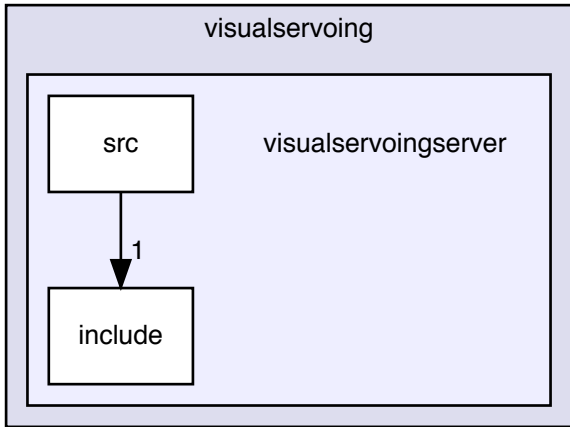 visualservoing
src
visualservoingserver
1
include